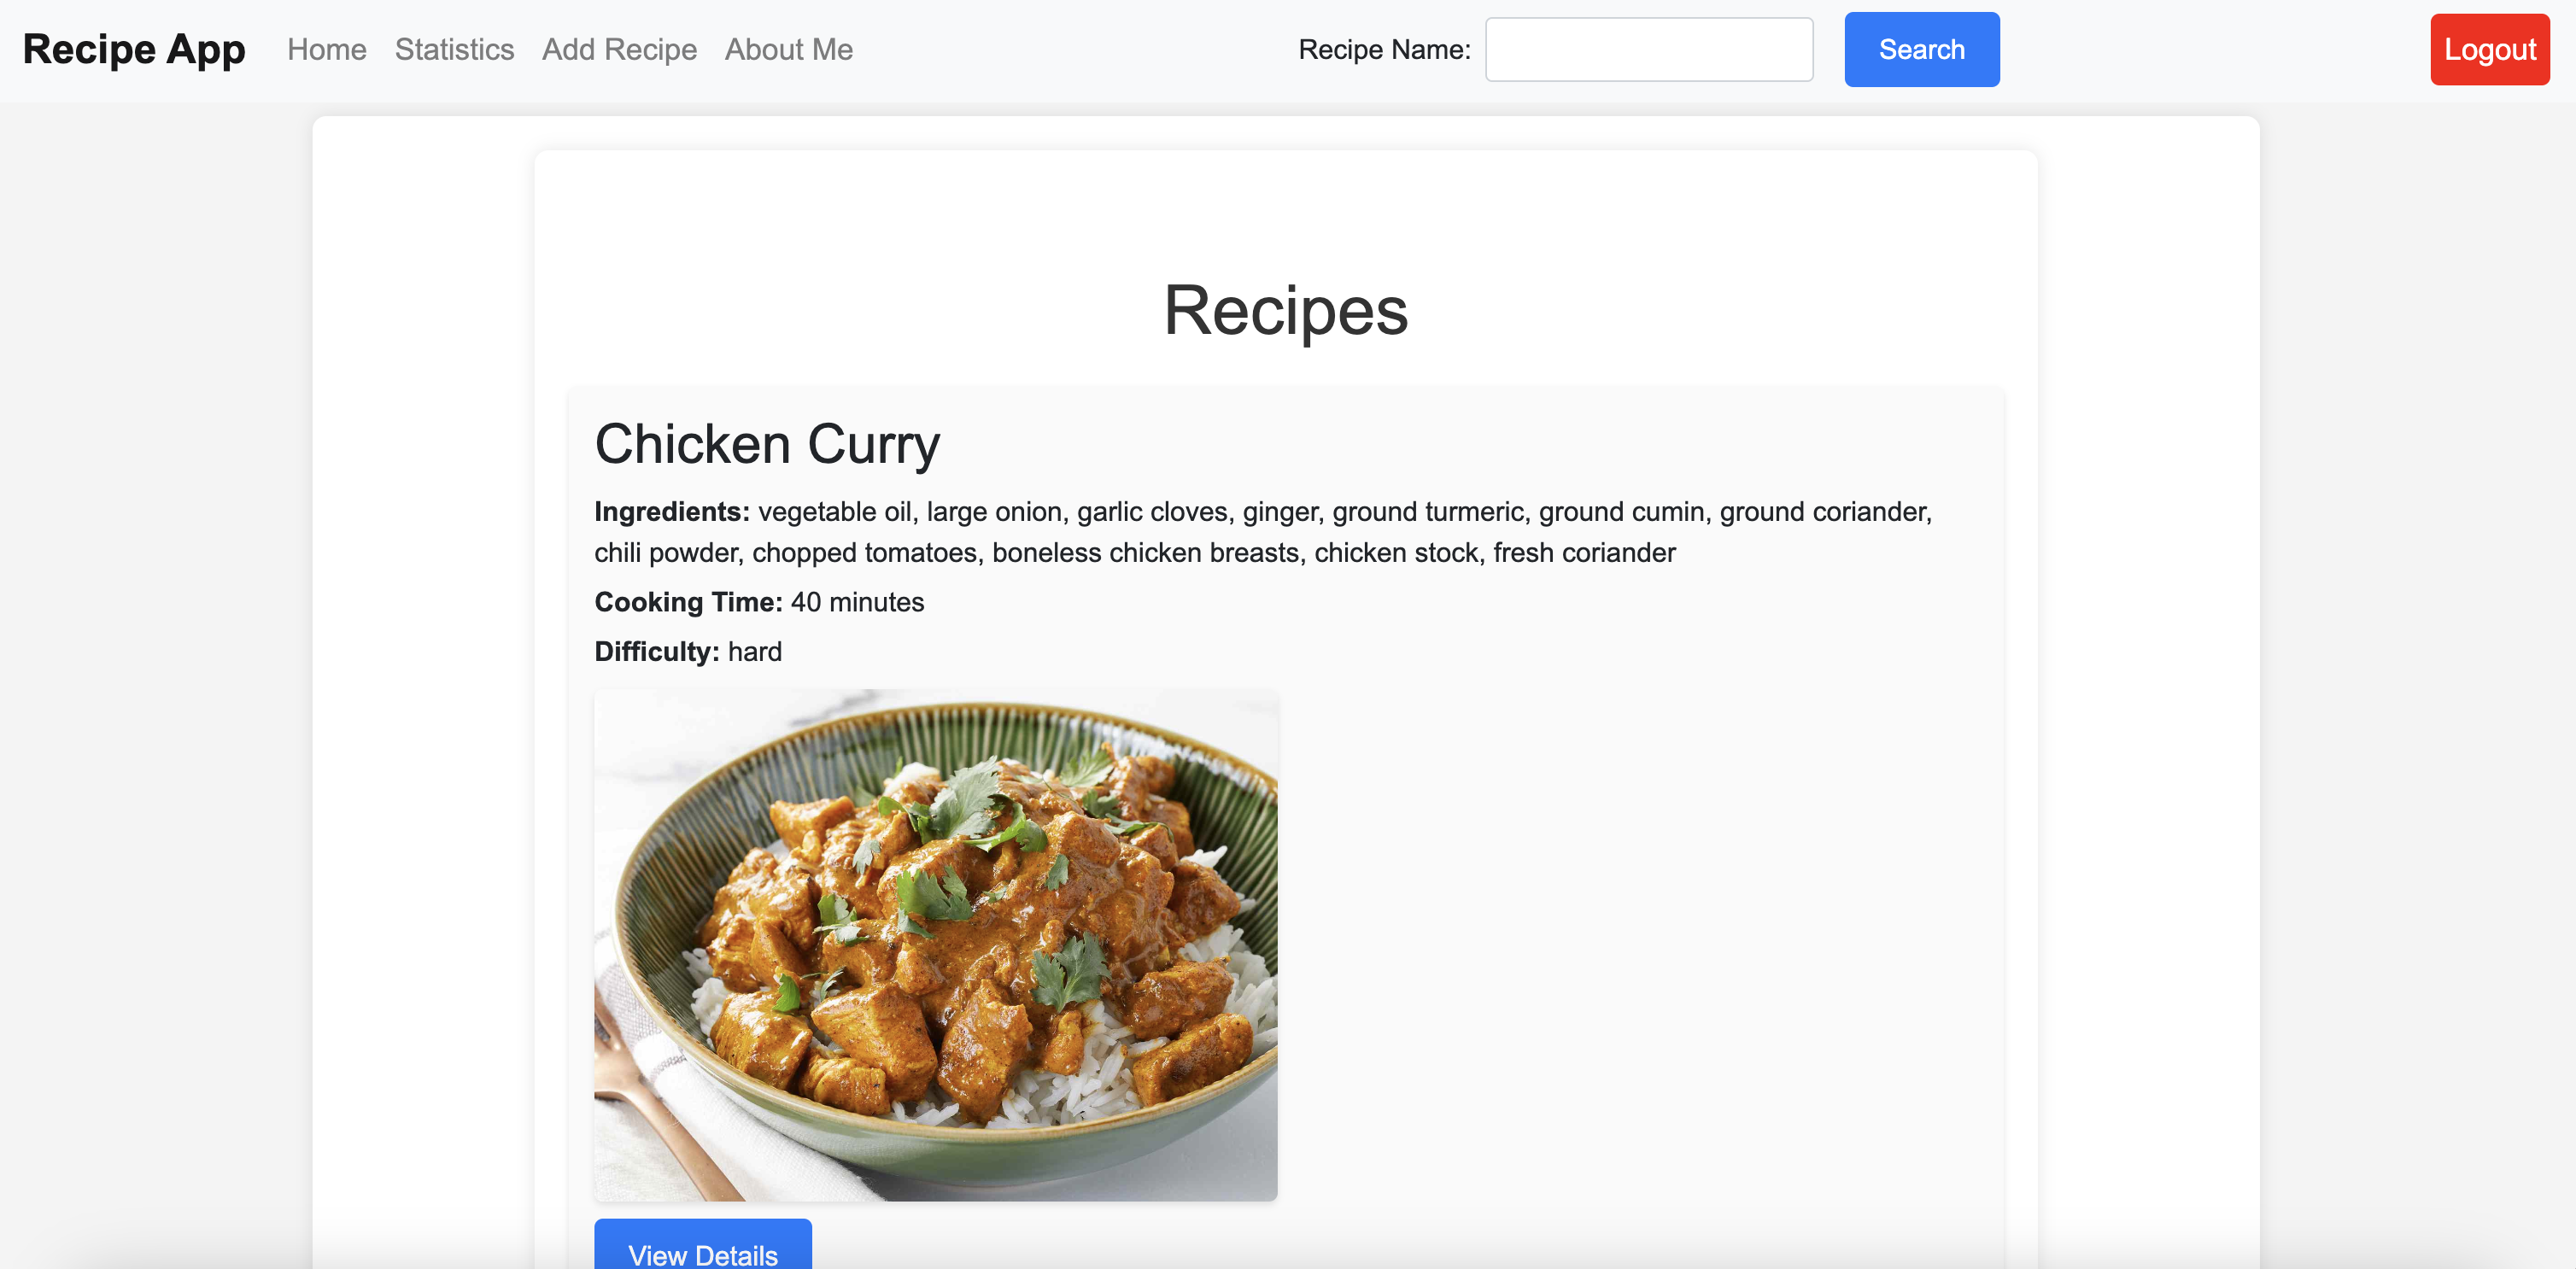 Recipe App Home Statistics Add Recipe About Me Recipe Name: Search Logout
Recipes
Chicken Curry
Ingredients: vegetable oil, large onion, garlic cloves, ginger, ground turmeric, ground cumin, ground coriander,
chili powder, chopped tomatoes, boneless chicken breasts, chicken stock, fresh coriander
Cooking Time: 40 minutes
Difficulty: hard
View Details